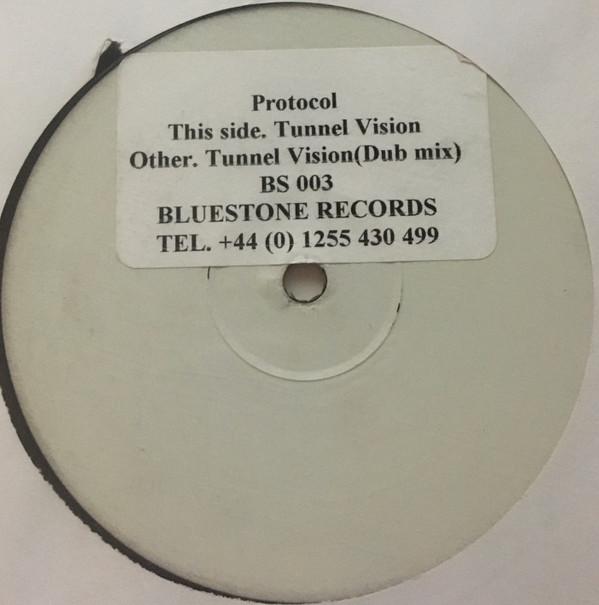 Protocol
This side. Tunnel Vision
Other. Tunnel Vision(Dub mix)
BS 003
BLUESTONE RECORDS
TEL. +44 (0) 1255 430 499